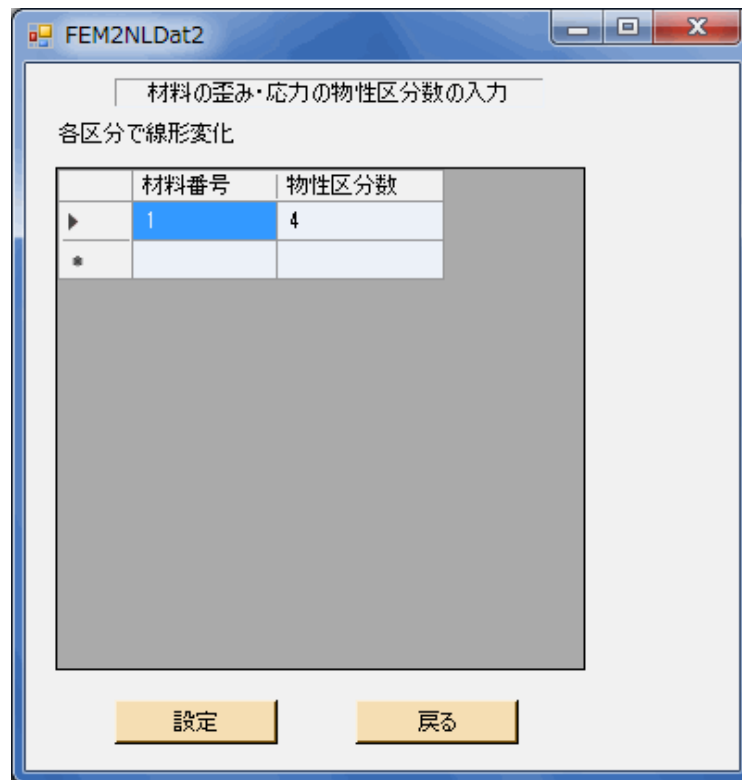 FEM2NLDat2
材料の歪み・応力の物性区分数の入力
各区分で線形変化
材料番号 物性区分数
1 4
設定 戻る